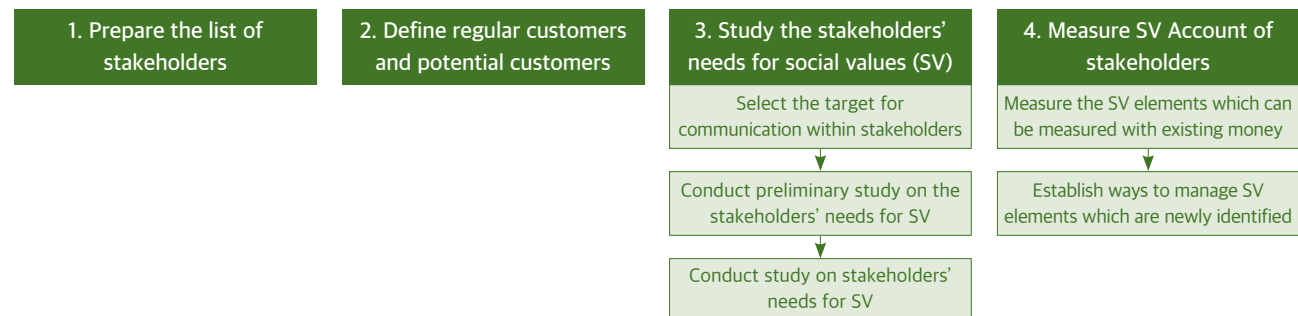 1. Prepare the list of
stakeholders
2. Define regular customers
and potential customers
3. Study the stakeholders’
needs for social values (SV)
Select the target for
communication within stakeholders
Conduct preliminary study on the
stakeholders’ needs for SV
Conduct study on stakeholders’
needs for SV
4. Measure SV Account of
stakeholders
Measure the SV elements which can
be measured with existing money
Establish ways to manage SV
elements which are newly identified